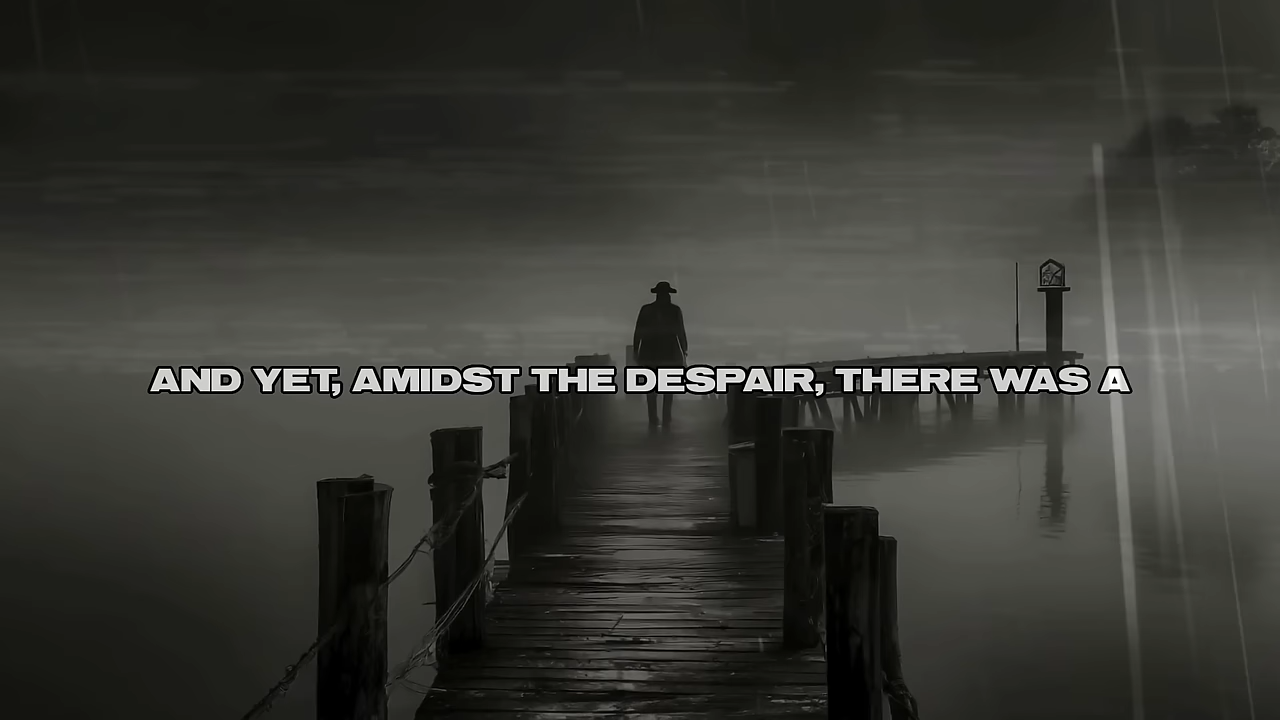 AND YET, AMIDST THE DESPAIR, THERE WAS A